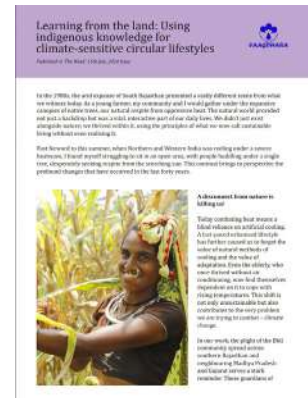 Learning from the land: Using
indigenous knowledge for
climate-sensitive circular lifestyles
VAAGDHARA
In the 1980s, the arid expanse of South Rajasthan presented a vastly different scene from what
we witness today. As a young farmer, my community and I would gather under the expansive
canopies of native trees, our natural respite from oppressive heat. The natural world provided
not just a backdrop but was a vital, interactive part of our daily lives. We didn't just exist
alongside nature; we thrived within it, using the principles of what we now call sustainable
living without even realising it.
Fast forward to this summer, when Northern and Western India was reeling under a severe
heatwave, I found myself struggling to sit in an open area, with people huddling under a single
tree, desperately seeking respite from the scorching sun. This contrast brings to perspective the
profound changes that have occurred in the last forty years.
A disconnect from nature is
killing us!
Today combating heat means a
blind reliance on artificial cooling.
A fast-paced urbanised lifestyle
has further caused us to forget the
value of natural methods of
cooling and the value of
adaptation. Even the elderly, who
once thrived without air
conditioning, now find themselves
dependent on it to cope with
rising temperatures. This shift is
not only unsustainable but also
contributes to the very problem
we are trying to combat – climate
change.
In our work, the plight of the Bhil
community spread across
southern Rajasthan and
neighbouring Madhya Pradesh
and Gujarat serves a stark
reminder. These guardians of